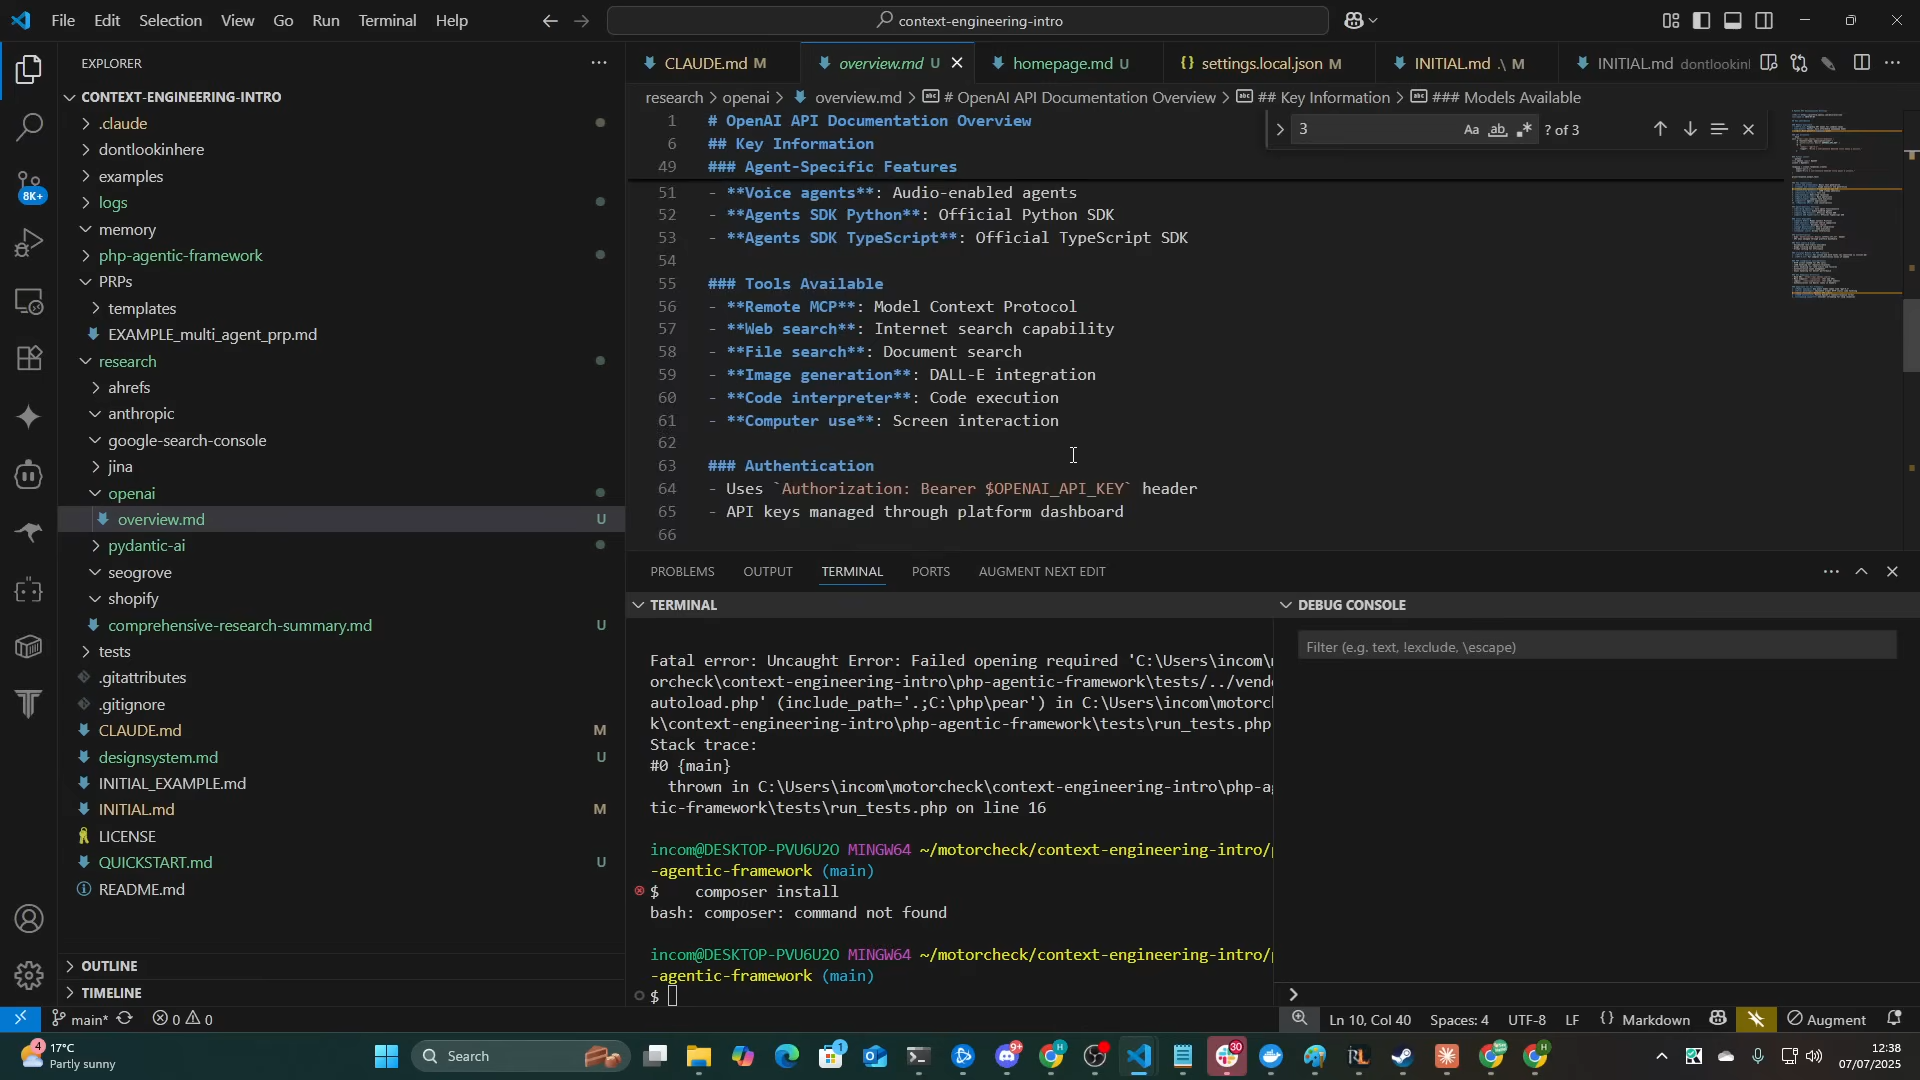 File Edit Selection View Go Run Terminal Help
context-engineering-intro
EXPLORER
CONTEXT-ENGINEERING-INTRO
.claude
dontlookinhere
examples
logs
memory
php-agentic-framework
PRPs
templates
EXAMPLE_multi_agent_prp.md
research
ahrefs
anthropic
google-search-console
jina
openai
overview.md U
pydantic-ai
seogrove
shopify
comprehensive-research-summary.md U
tests
.gitattributes
.gitignore
CLAUDE.md M
designsystem.md U
INITIAL_EXAMPLE.md
INITIAL.md M
LICENSE
QUICKSTART.md U
README.md
OUTLINE
TIMELINE
8K+
CLAUDE.md M
overview.md U
homepage.md U
{} settings.local.json M
INITIAL.md .\ M
INITIAL.md dontlookinl
research > openai > overview.md > # OpenAI API Documentation Overview > ## Key Information > ### Models Available
3 Aa ab ? of 3
1 # OpenAI API Documentation Overview
6 ## Key Information
49 ### Agent-Specific Features
51 - **Voice agents**: Audio-enabled agents
52 - **Agents SDK Python**: Official Python SDK
53 - **Agents SDK TypeScript**: Official TypeScript SDK
54
55 ### Tools Available
56 - **Remote MCP**: Model Context Protocol
57 - **Web search**: Internet search capability
58 - **File search**: Document search
59 - **Image generation**: DALL-E integration
60 - **Code interpreter**: Code execution
61 - **Computer use**: Screen interaction
62
63 ### Authentication
64 - Uses `Authorization: Bearer $OPENAI_API_KEY` header
65 - API keys managed through platform dashboard
66
PROBLEMS OUTPUT TERMINAL PORTS AUGMENT NEXT EDIT
TERMINAL
Fatal error: Uncaught Error: Failed opening required 'C:\Users\incom\m
orcheck\context-engineering-intro\php-agentic-framework\tests/../vend
autoload.php' (include_path='.;C:\php\pear') in C:\Users\incom\motorc
k\context-engineering-intro\php-agentic-framework\tests\run_tests.php
Stack trace:
#0 {main}
thrown in C:\Users\incom\motorcheck\context-engineering-intro\php-ag
tic-framework\tests\run_tests.php on line 16
incom@DESKTOP-PVU6U2O MINGW64 ~/motorcheck/context-engineering-intro/p
-agentic-framework (main)
$ composer install
bash: composer: command not found
incom@DESKTOP-PVU6U2O MINGW64 ~/motorcheck/context-engineering-intro/p
-agentic-framework (main)
$
DEBUG CONSOLE
Filter (e.g. text, !exclude, \escape)
main* 0 0
Ln 10, Col 40 Spaces: 4 UTF-8 LF {} Markdown Augment
4 17°C
Partly sunny
Search
1
9+
30
12:38
07/07/2025